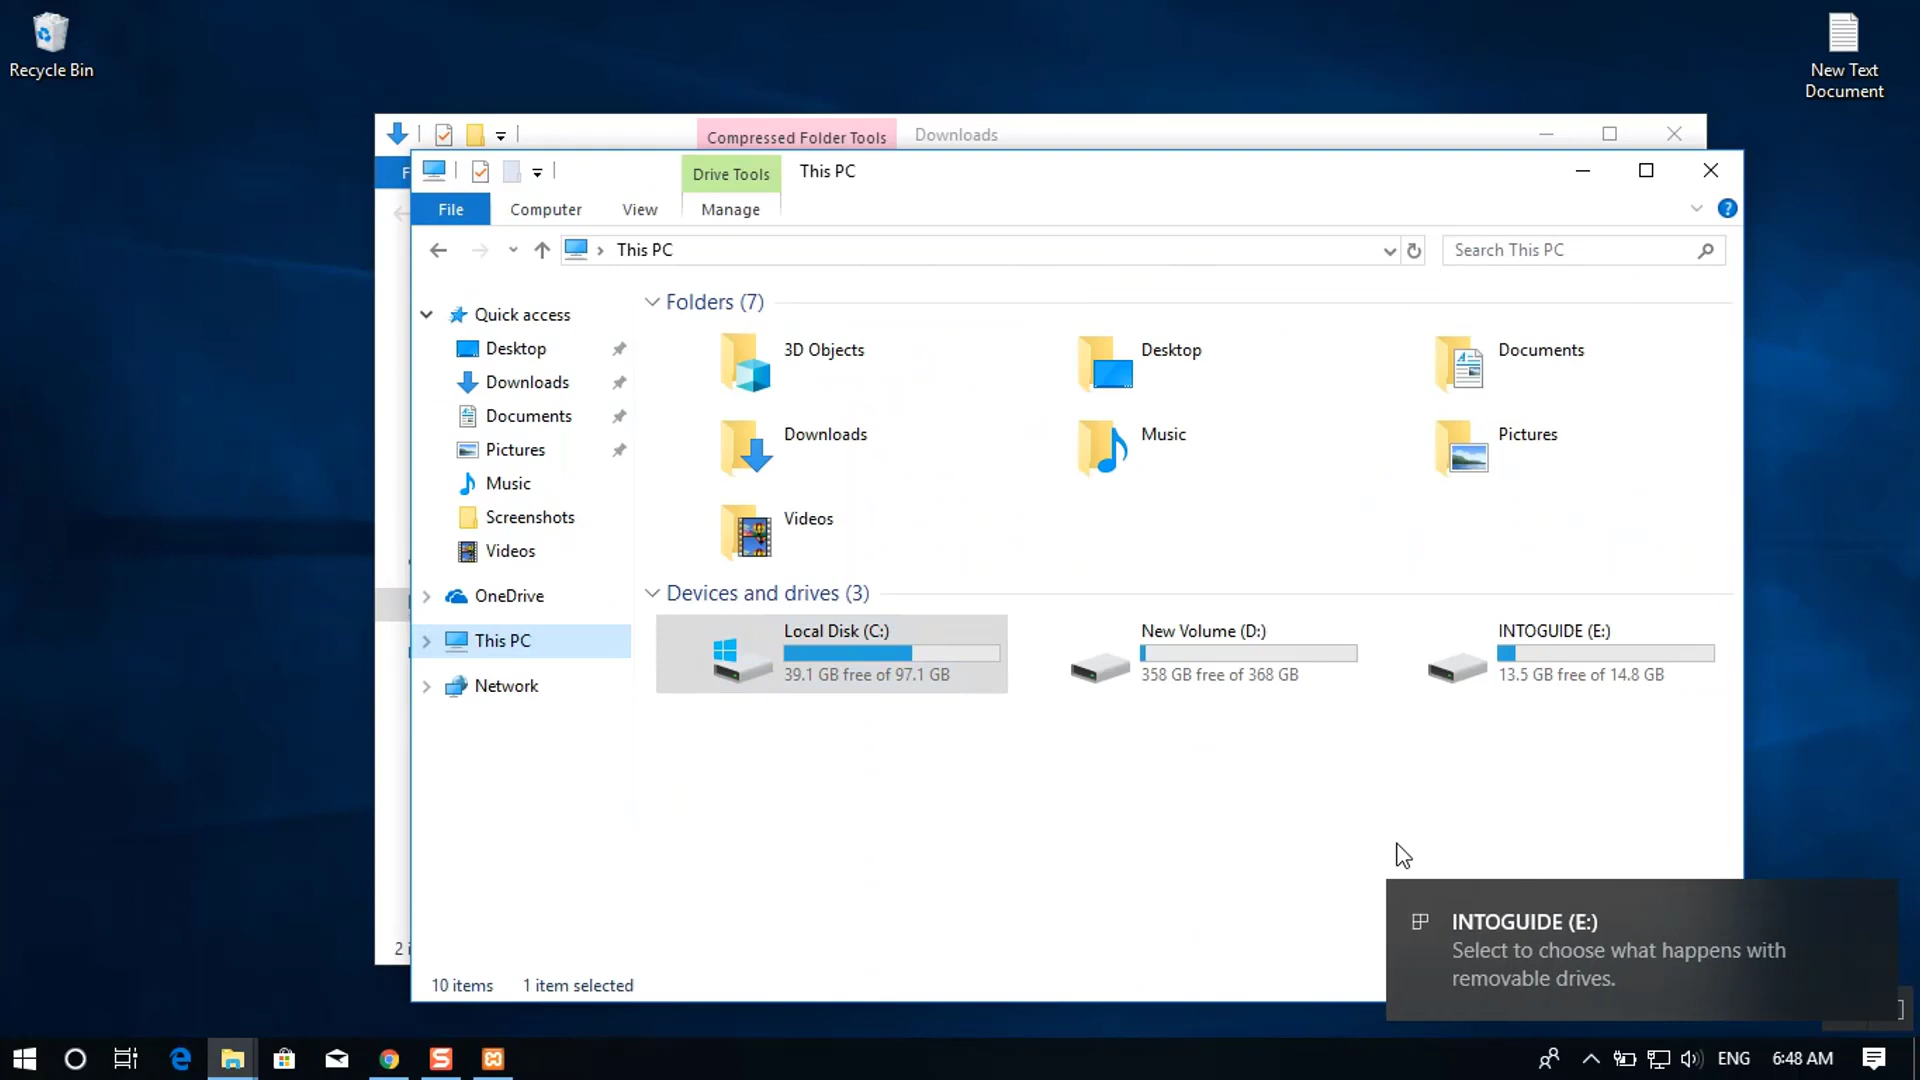 Recycle Bin
New Text
Document
Compressed Folder Tools
Downloads
F
Drive Tools
This PC
File
Computer
View
Manage
This PC
Search This PC
Quick access
Desktop
Downloads
Documents
Pictures
Music
Screenshots
Videos
OneDrive
This PC
Network
Folders (7)
3D Objects
Desktop
Documents
Downloads
Music
Pictures
Videos
Devices and drives (3)
Local Disk (C:)
39.1 GB free of 97.1 GB
New Volume (D:)
358 GB free of 368 GB
INTOGUIDE (E:)
13.5 GB free of 14.8 GB
2 i
10 items
1 item selected
INTOGUIDE (E:)
Select to choose what happens with
removable drives.
ENG
6:48 AM